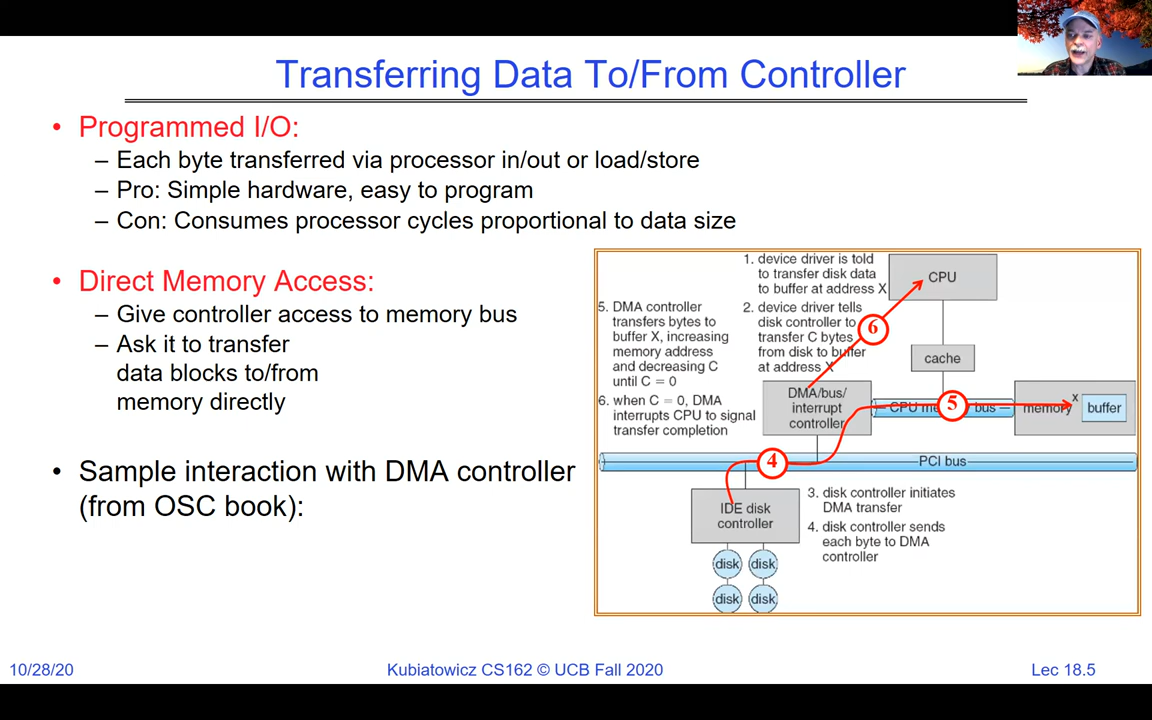 Transferring Data To/From Controller
• Programmed I/O:
– Each byte transferred via processor in/out or load/store
– Pro: Simple hardware, easy to program
– Con: Consumes processor cycles proportional to data size
• Direct Memory Access:
– Give controller access to memory bus
– Ask it to transfer
data blocks to/from
memory directly
• Sample interaction with DMA controller
(from OSC book):
1. device driver is told
to transfer disk data
to buffer at address X
2. device driver tells
disk controller to
transfer C bytes
from disk to buffer
at address X
5. DMA controller
transfers bytes to
buffer X, increasing
memory address
and decreasing C
until C = 0
6. when C = 0, DMA
interrupts CPU to signal
transfer completion
CPU
6
cache
DMA/bus/
interrupt
controller
CPU memory bus
5
memory
x
buffer
4
PCI bus
IDE disk
controller
3. disk controller initiates
DMA transfer
4. disk controller sends
each byte to DMA
controller
disk disk
disk disk
10/28/20
Kubiatowicz CS162 © UCB Fall 2020
Lec 18.5